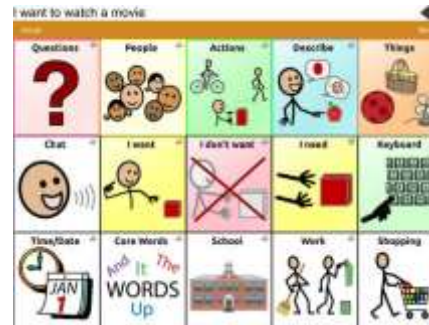 I want to watch a movie
Questions People Actions Describe Things
Chat I want I don't want I need Keyboard
Time/Date Core Words School Work Shopping
JAN
1
And It The
WORDS
Up